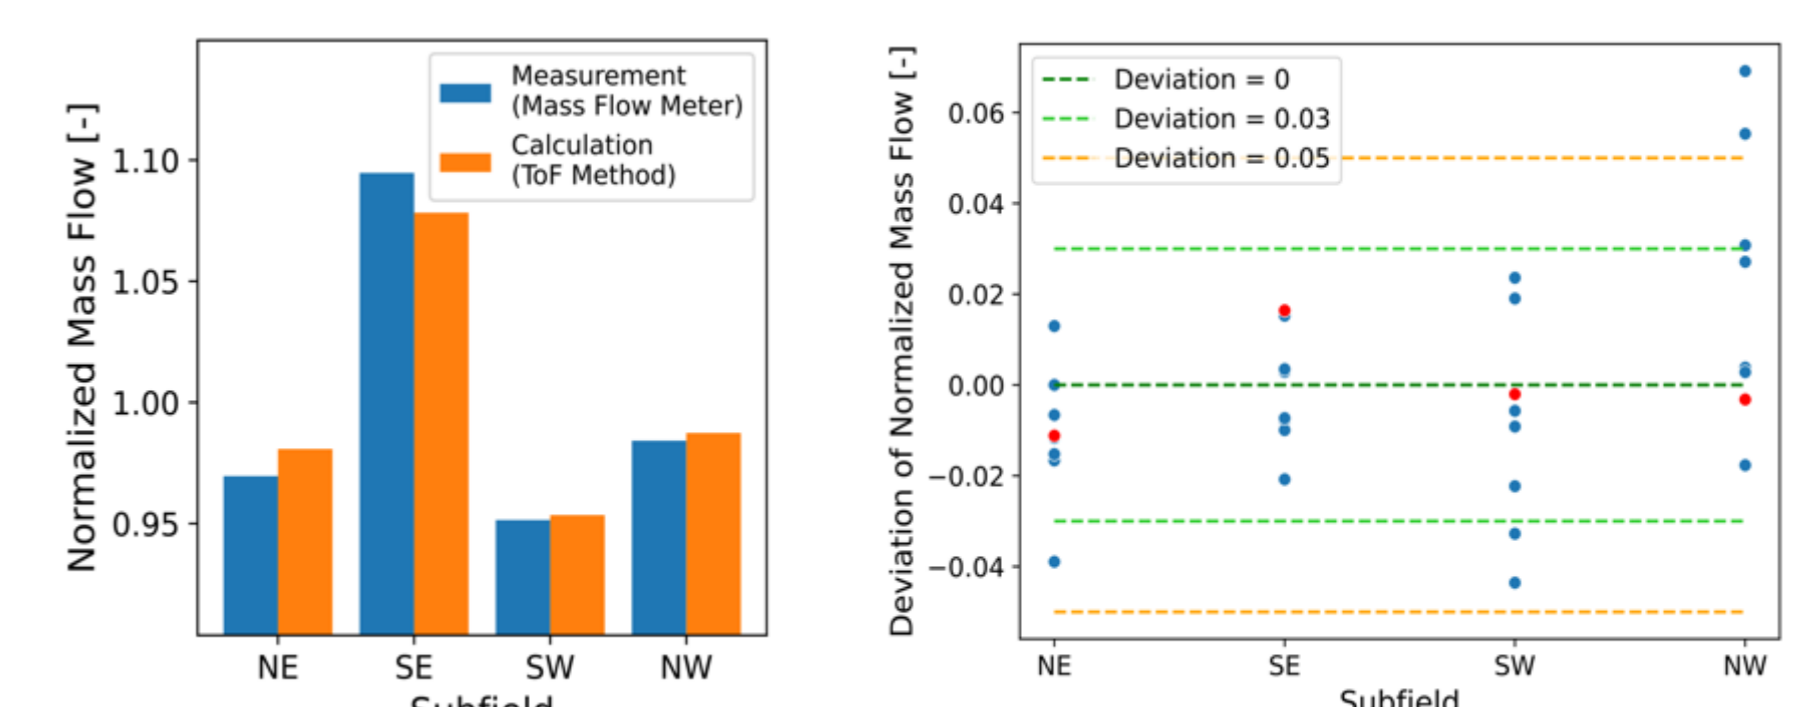 Normalized Mass Flow [-]
1.10
1.05
1.00
0.95
Measurement
(Mass Flow Meter)
Calculation
(ToF Method)
NE SE SW NW
Subfield
Deviation of Normalized Mass Flow [-]
0.06
0.04
0.02
0.00
−0.02
−0.04
Deviation = 0
Deviation = 0.03
Deviation = 0.05
NE SE SW NW
Subfield